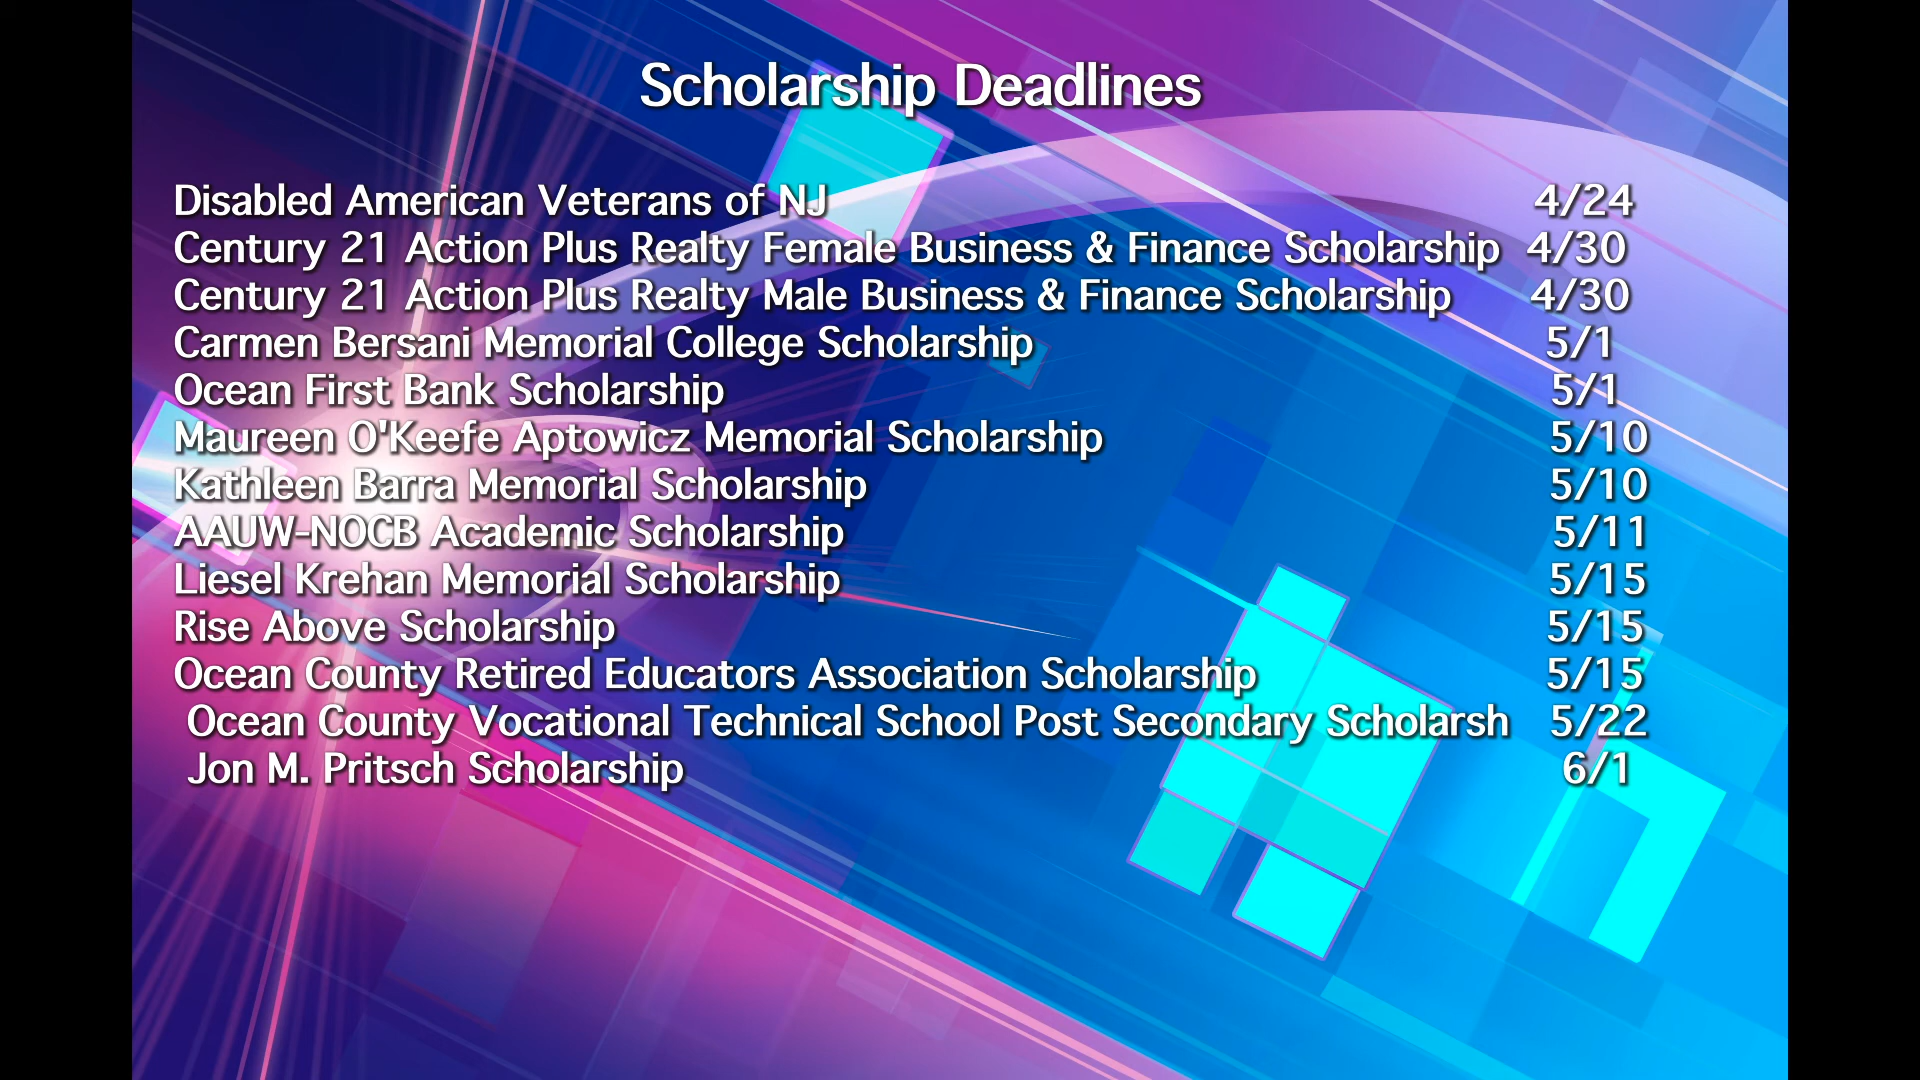 Scholarship Deadlines
Disabled American Veterans of NJ 4/24
Century 21 Action Plus Realty Female Business & Finance Scholarship 4/30
Century 21 Action Plus Realty Male Business & Finance Scholarship 4/30
Carmen Bersani Memorial College Scholarship 5/1
Ocean First Bank Scholarship 5/1
Maureen O'Keefe Aptowicz Memorial Scholarship 5/10
Kathleen Barra Memorial Scholarship 5/10
AAUW-NOCB Academic Scholarship 5/11
Liesel Krehan Memorial Scholarship 5/15
Rise Above Scholarship 5/15
Ocean County Retired Educators Association Scholarship 5/15
Ocean County Vocational Technical School Post Secondary Scholarsh 5/22
Jon M. Pritsch Scholarship 6/1